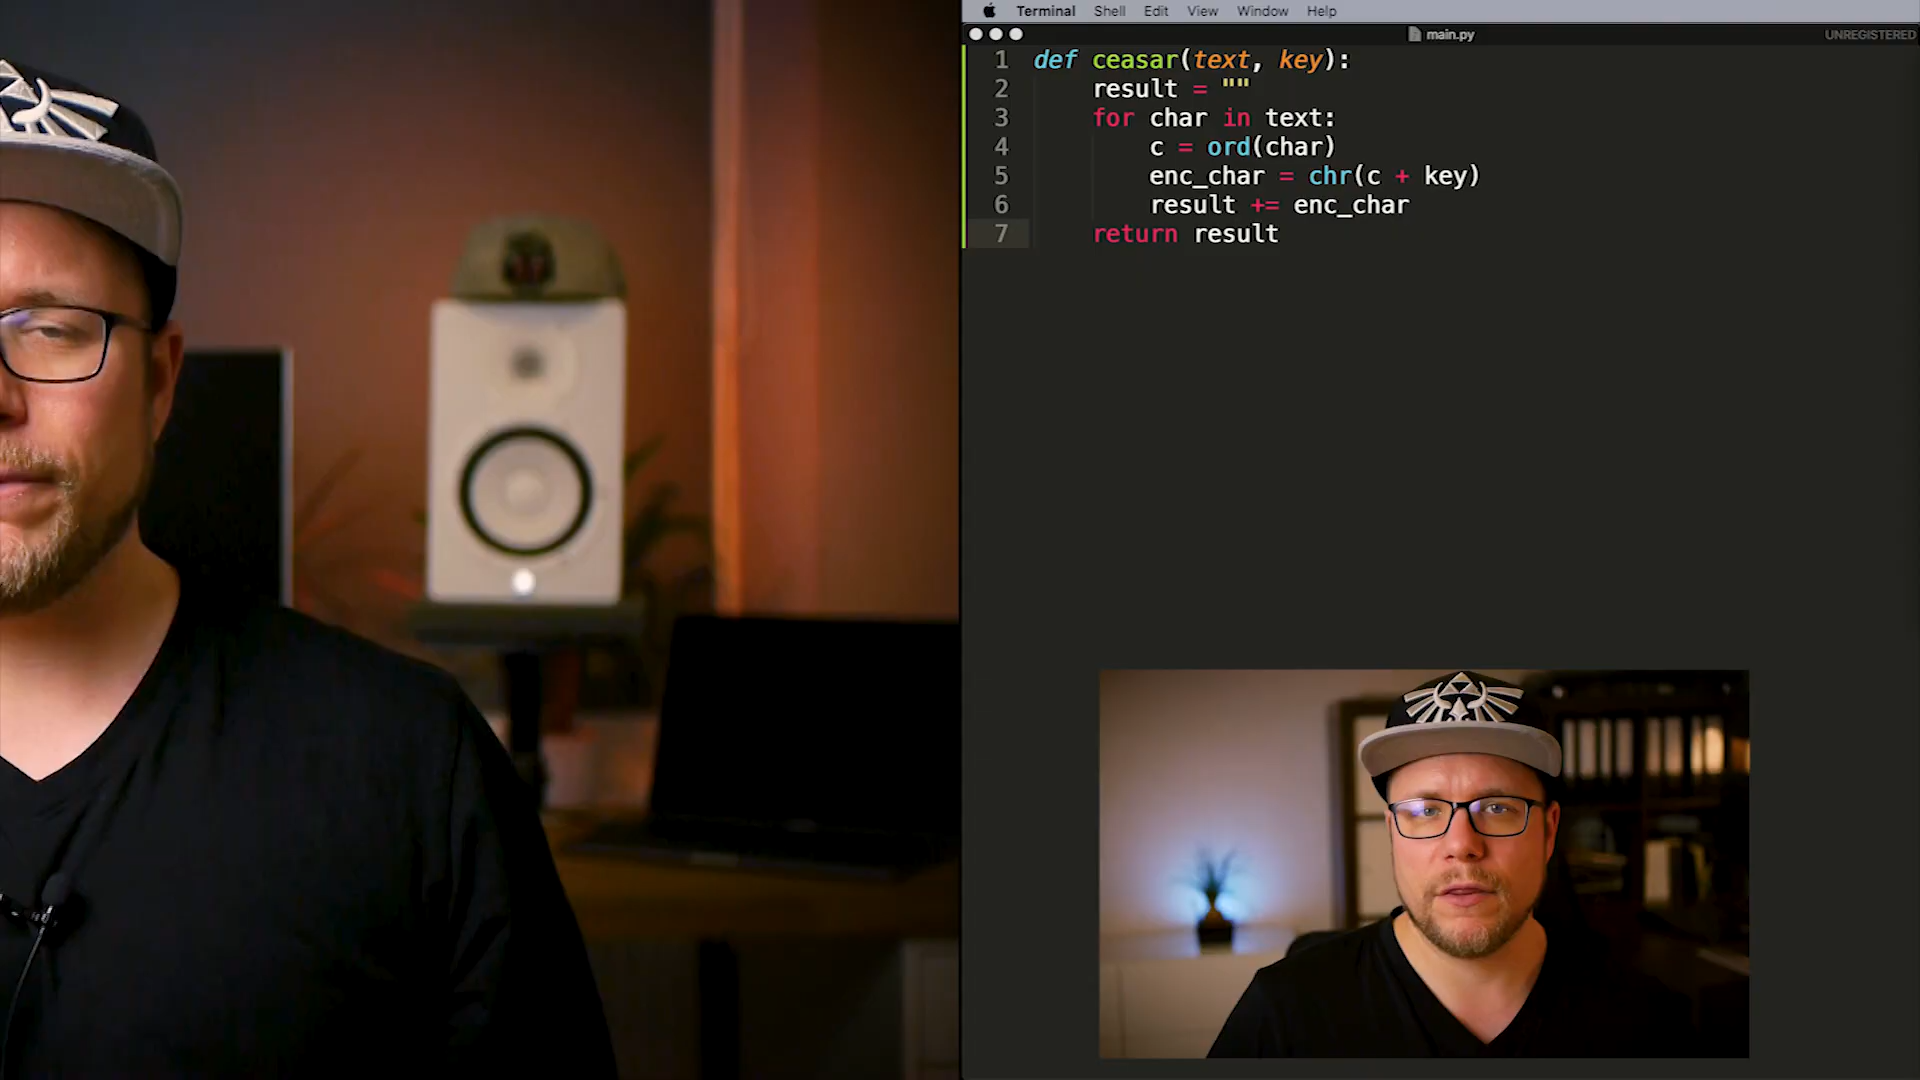 Terminal Shell Edit View Window Help
main.py UNREGISTERED
1 def ceasar(text, key):
2     result = ""
3     for char in text:
4         c = ord(char)
5         enc_char = chr(c + key)
6         result += enc_char
7     return result